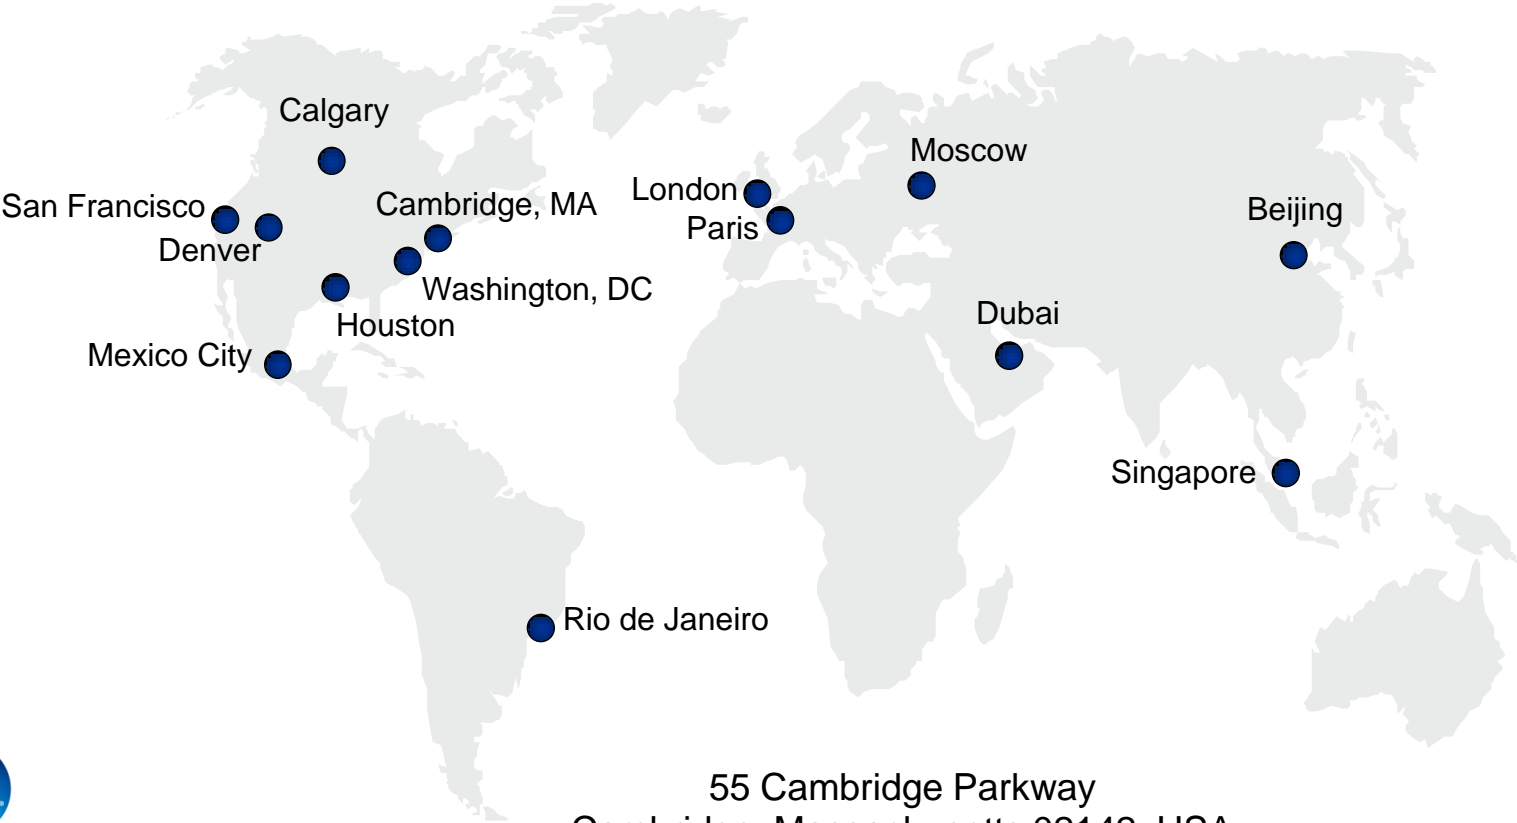 Calgary
Moscow
London
San Francisco
Cambridge, MA
Beijing
Paris
Denver
Washington, DC
Dubai
Houston
Mexico City
Singapore
Rio de Janeiro
55 Cambridge Parkway